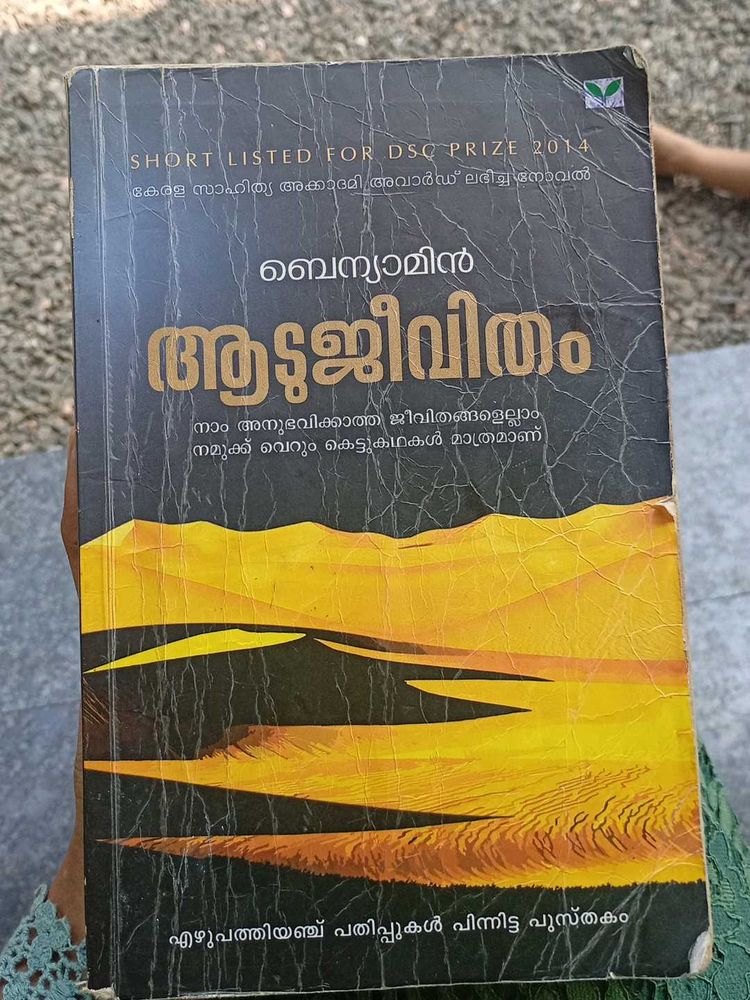 SHORT LISTED FOR DSC PRIZE 2014
കേരള സാഹിത്യ അക്കാദമി അവാർഡ് ലഭിച്ച നോവൽ
ബെന്യാമിൻ
ആടുജീവിതം
നാം അനുഭവിക്കാത്ത ജീവിതങ്ങളെല്ലാം
നമുക്ക് വെറും കെട്ടുകഥകൾ മാത്രമാണ്
എഴുപത്തിയഞ്ച് പതിപ്പുകൾ പിന്നിട്ട പുസ്തകം